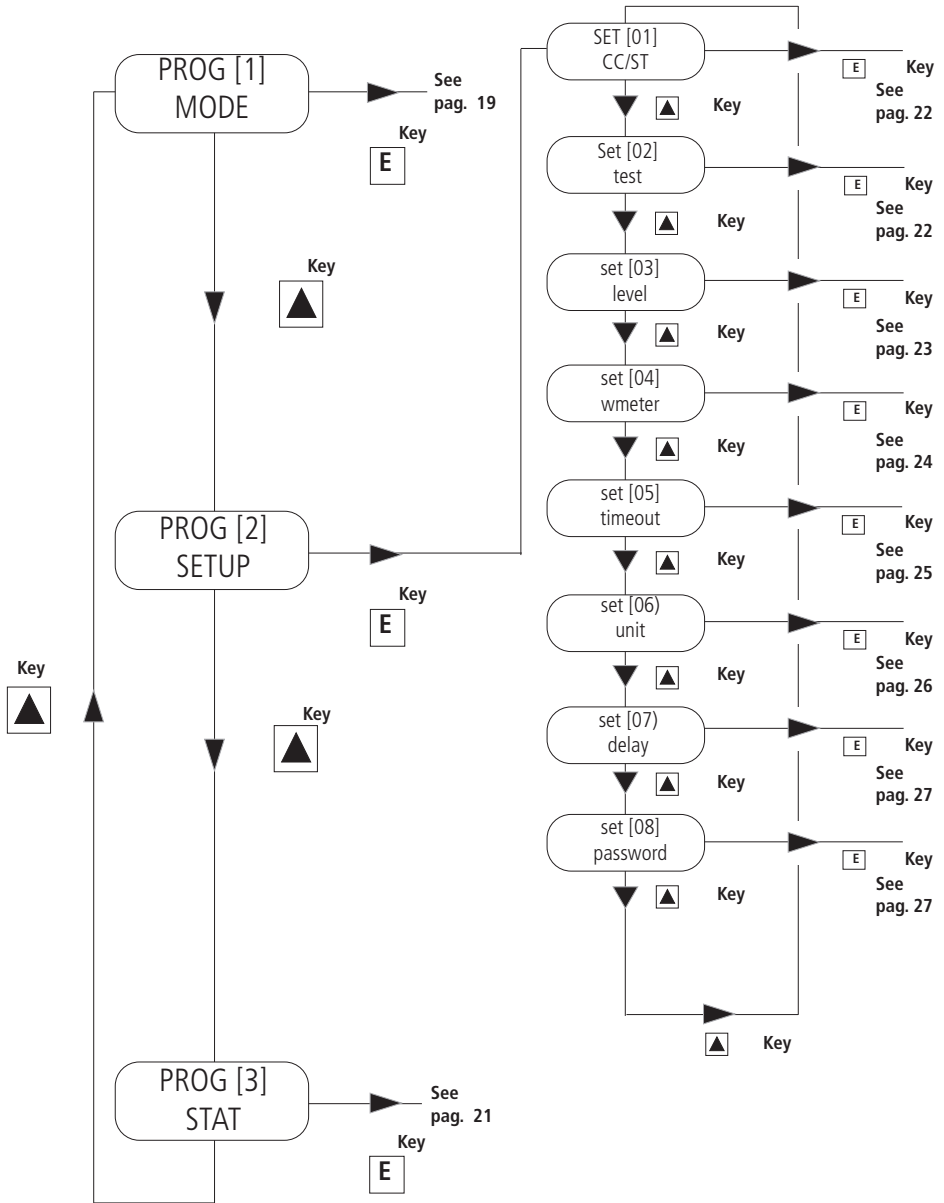 PROG [1]
MODE
See
pag. 19
Key
E
Key
PROG [2]
SETUP
Key
E
Key
Key
PROG [3]
STAT
See
pag. 21
Key
E
SET [01]
CC/ST
E Key
See
pag. 22
Key
Set [02]
test
E Key
See
pag. 22
Key
set [03]
level
E Key
See
pag. 23
Key
set [04]
wmeter
E Key
See
pag. 24
Key
set [05]
timeout
E Key
See
pag. 25
Key
set [06)
unit
E Key
See
pag. 26
Key
set [07)
delay
E Key
See
pag. 27
Key
set [08]
password
E Key
See
pag. 27
Key
Key